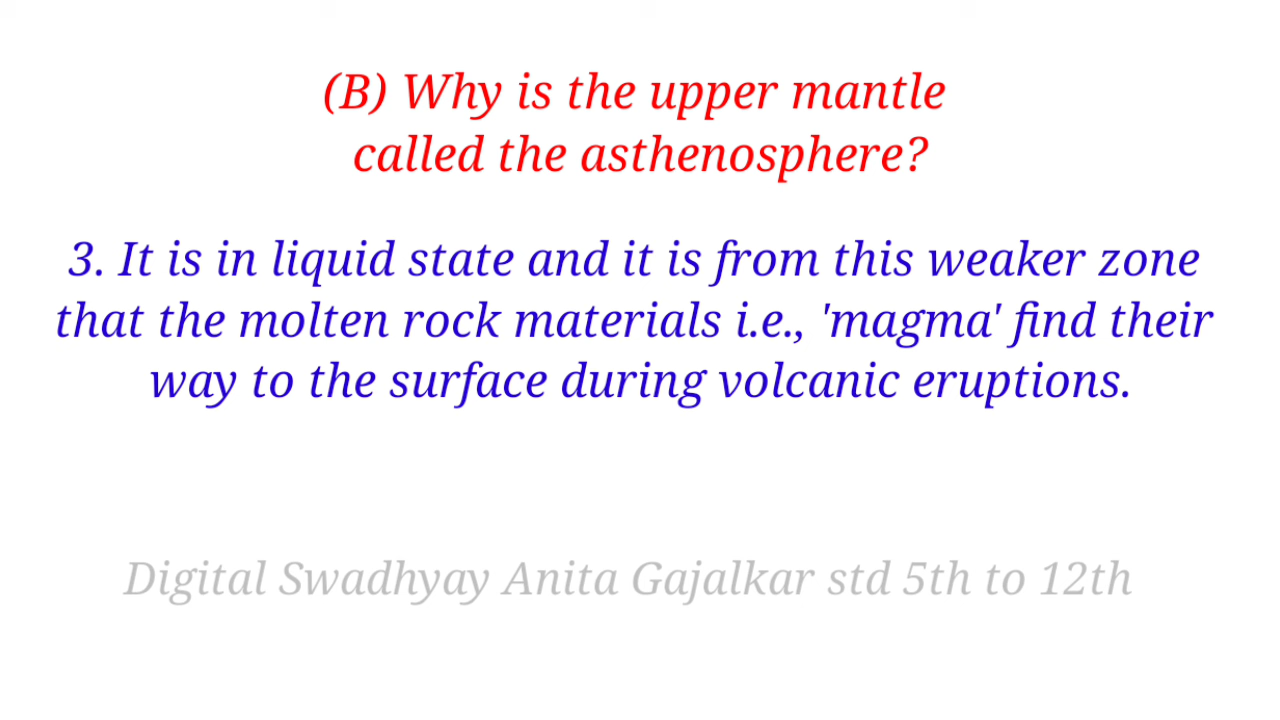 (B) Why is the upper mantle
called the asthenosphere?
3. It is in liquid state and it is from this weaker zone
that the molten rock materials i.e., 'magma' find their
way to the surface during volcanic eruptions.
Digital Swadhyay Anita Gajalkar std 5th to 12th